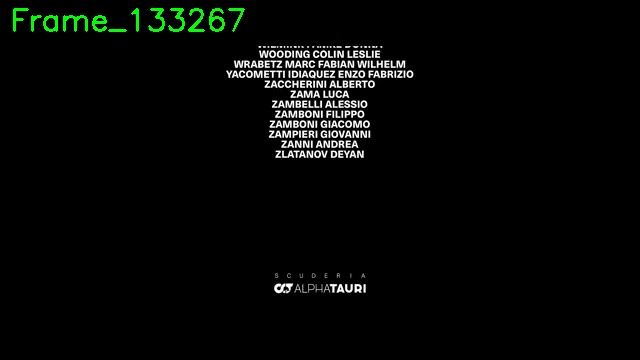 Frame_133267
WOODING COLIN LESLIE
WRABETZ MARC FABIAN WILHELM
YACOMETTI IDIAQUEZ ENZO FABRIZIO
ZACCHERINI ALBERTO
ZAMA LUCA
ZAMBELLI ALESSIO
ZAMBONI FILIPPO
ZAMBONI GIACOMO
ZAMPIERI GIOVANNI
ZANNI ANDREA
ZLATANOV DEYAN
SCUDERIA
ALPHATAURI